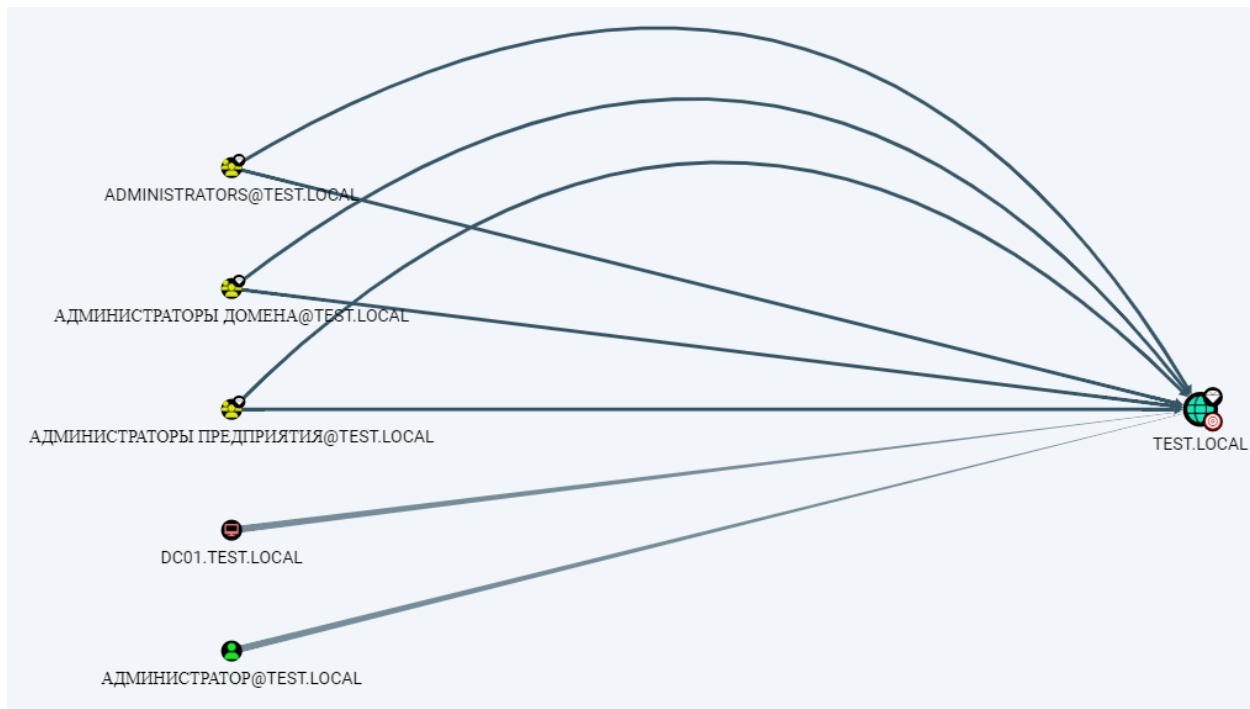 ADMINISTRATORS@TEST.LOCAL
АДМИНИСТРАТОРЫ ДОМЕНА@TEST.LOCAL
АДМИНИСТРАТОРЫ ПРЕДПРИЯТИЯ@TEST.LOCAL
TEST.LOCAL
DC01.TEST.LOCAL
АДМИНИСТРАТОР@TEST.LOCAL